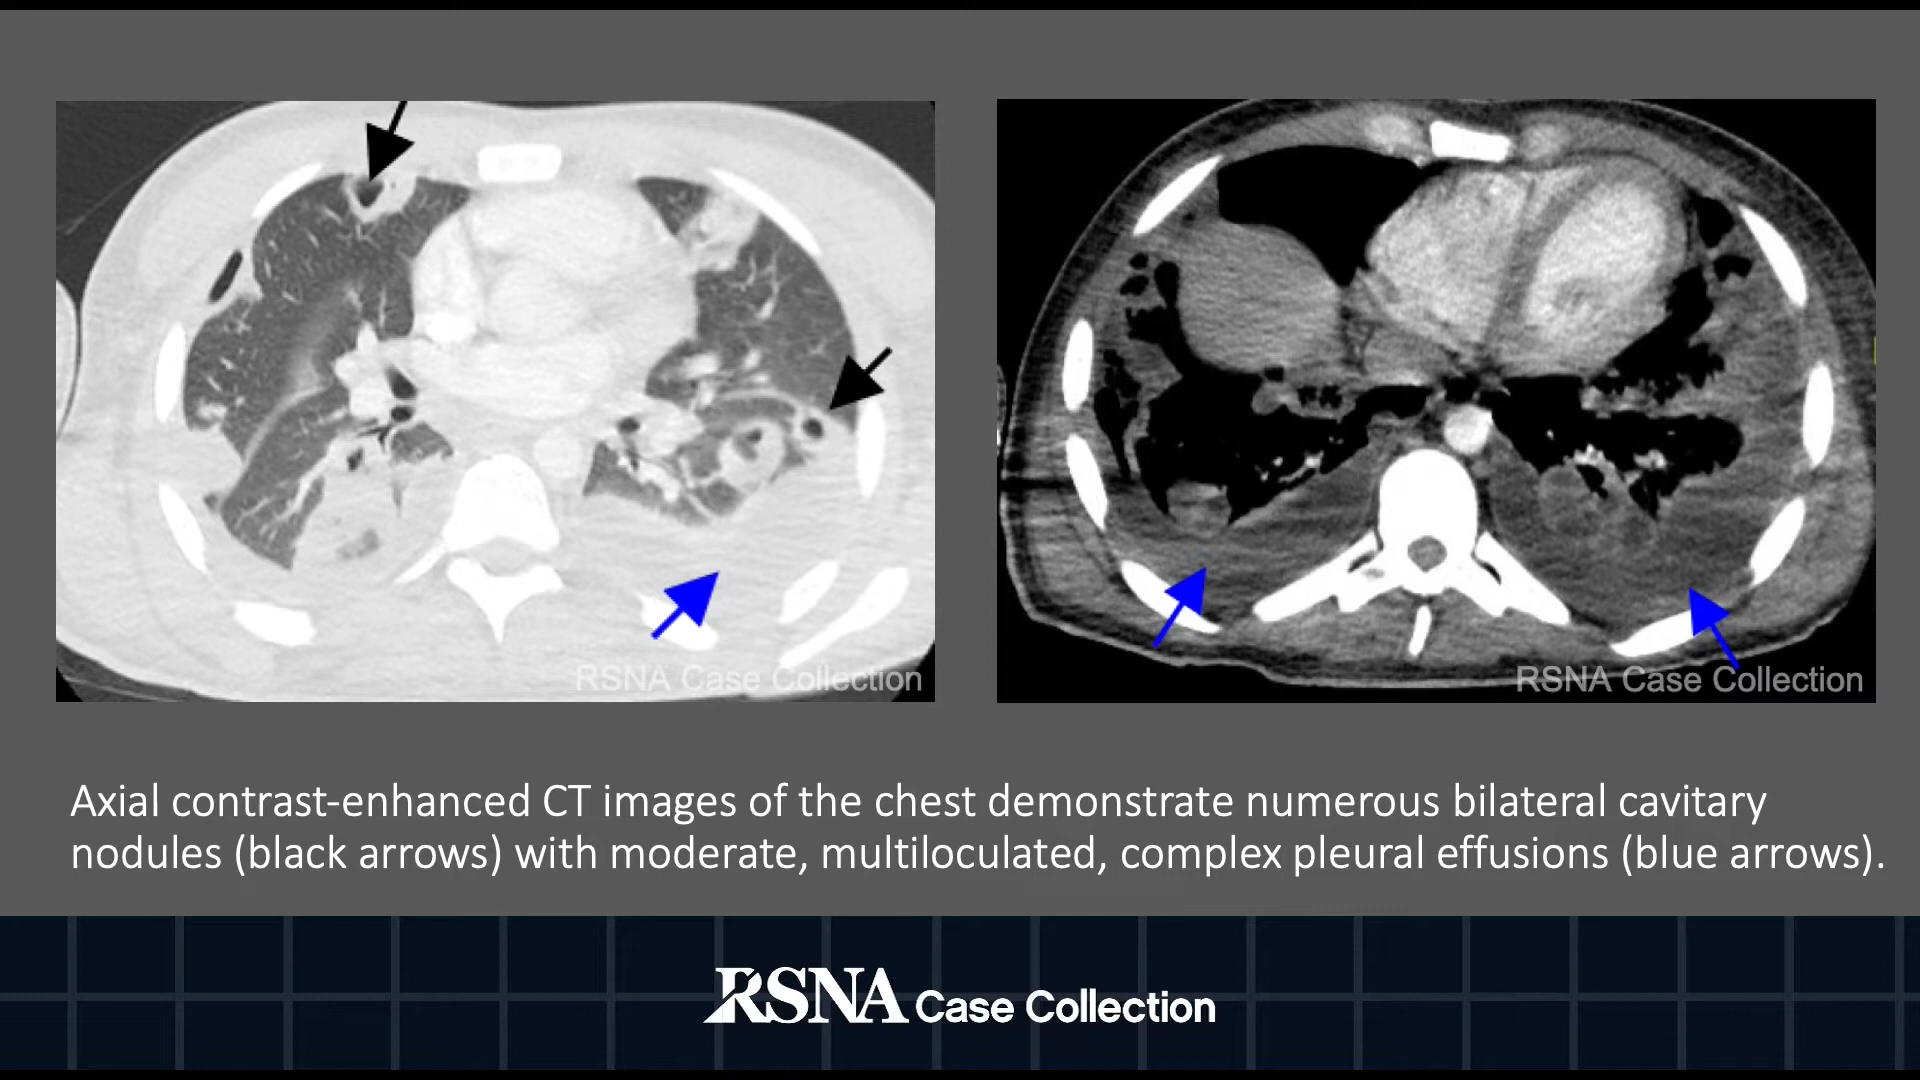 RSNA Case Collection
RSNA Case Collection
Axial contrast-enhanced CT images of the chest demonstrate numerous bilateral cavitary
nodules (black arrows) with moderate, multiloculated, complex pleural effusions (blue arrows).
RSNA Case Collection